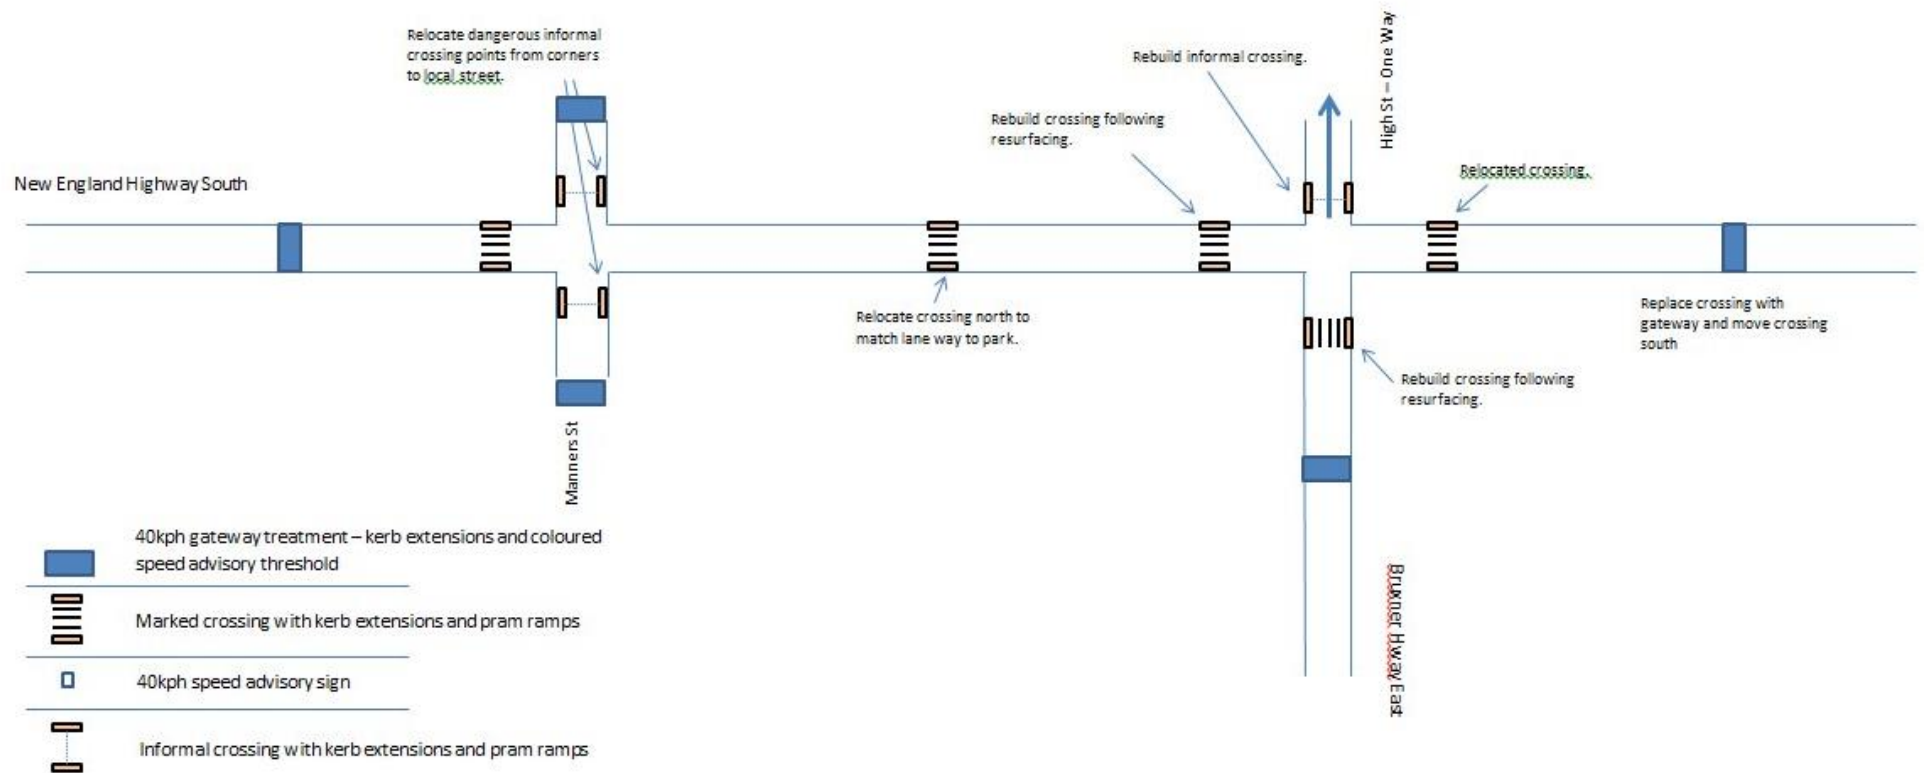 Relocate dangerous informal
crossing points from corners
to local street.
Rebuild informal crossing.
High St – One Way
Rebuild crossing following
resurfacing.
Relocated crossing.
New England Highway South
Relocate crossing north to
match lane way to park.
Replace crossing with
gateway and move crossing
south
Rebuild crossing following
resurfacing.
Manners St
Bruxner Hway East
40kph gateway treatment – kerb extensions and coloured
speed advisory threshold
Marked crossing with kerb extensions and pram ramps
40kph speed advisory sign
Informal crossing with kerb extensions and pram ramps